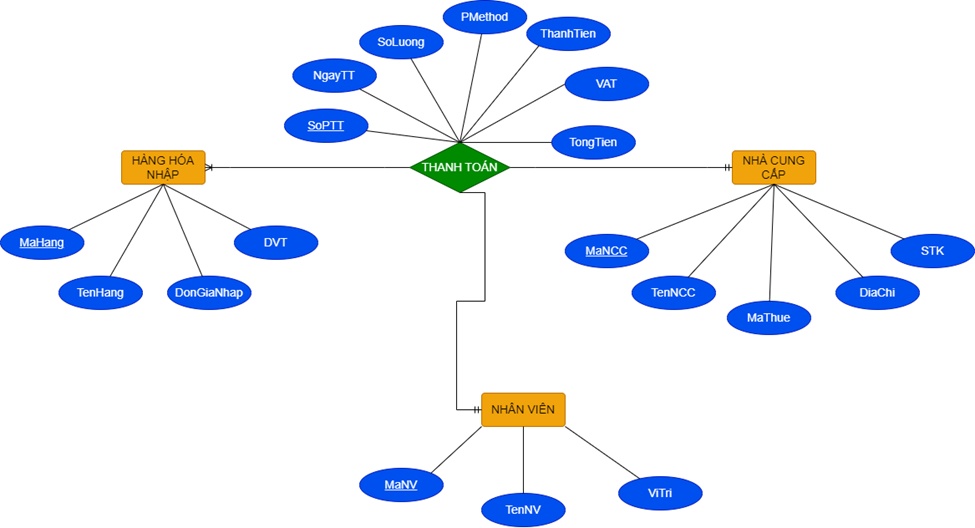 PMethod
ThanhTien
SoLuong
NgayTT
VAT
SoPTT
TongTien
HÀNG HÓA
NHẬP
THANH TOÁN
NHÀ CUNG
CẤP
MaHang
DVT
MaNCC
STK
TenHang
DonGiaNhap
TenNCC
DiaChi
MaThue
NHÂN VIÊN
MaNV
ViTri
TenNV